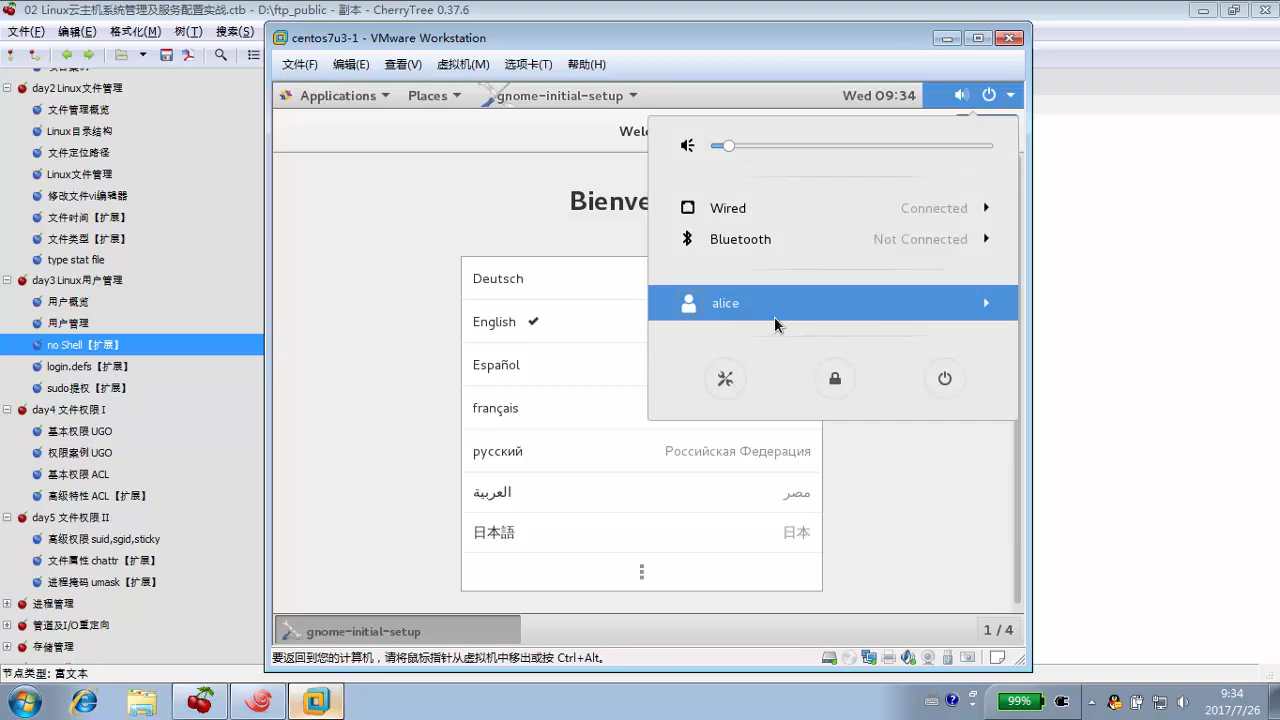 02 Linux云主机系统管理及服务配置实战.ctb - D:\ftp_public - 副本 - CherryTree 0.37.6
文件(F) 编辑(E) 格式化(M) 树(T) 搜索(S)
day2 Linux文件管理
文件管理概览
Linux目录结构
文件定位路径
Linux文件管理
修改文件vi编辑器
文件时间【扩展】
文件类型【扩展】
type stat file
day3 Linux用户管理
用户概览
用户管理
no Shell【扩展】
login.defs【扩展】
sudo提权【扩展】
day4 文件权限 I
基本权限 UGO
权限案例 UGO
基本权限 ACL
高级特性 ACL【扩展】
day5 文件权限 II
高级权限 suid,sgid,sticky
文件属性 chattr【扩展】
进程掩码 umask【扩展】
进程管理
管道及I/O重定向
存储管理
节点类型: 富文本
centos7u3-1 - VMware Workstation
文件(F) 编辑(E) 查看(V) 虚拟机(M) 选项卡(T) 帮助(H)
Applications Places gnome-initial-setup Wed 09:34
Wel
Bienve
Deutsch
English
Español
français
русский Российская Федерация
العربية مصر
日本語 日本
Wired Connected
Bluetooth Not Connected
alice
gnome-initial-setup 1 / 4
要返回到您的计算机，请将鼠标指针从虚拟机中移出或按 Ctrl+Alt。
99%
9:34
2017/7/26